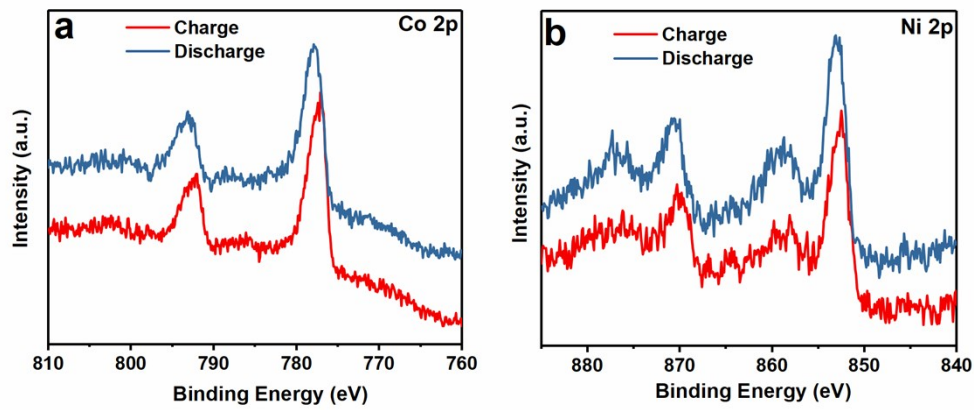 a
Co 2p
Charge
Discharge
Intensity (a.u.)
810 800 790 780 770 760
Binding Energy (eV)
b
Ni 2p
Charge
Discharge
Intensity (a.u.)
880 870 860 850 840
Binding Energy (eV)